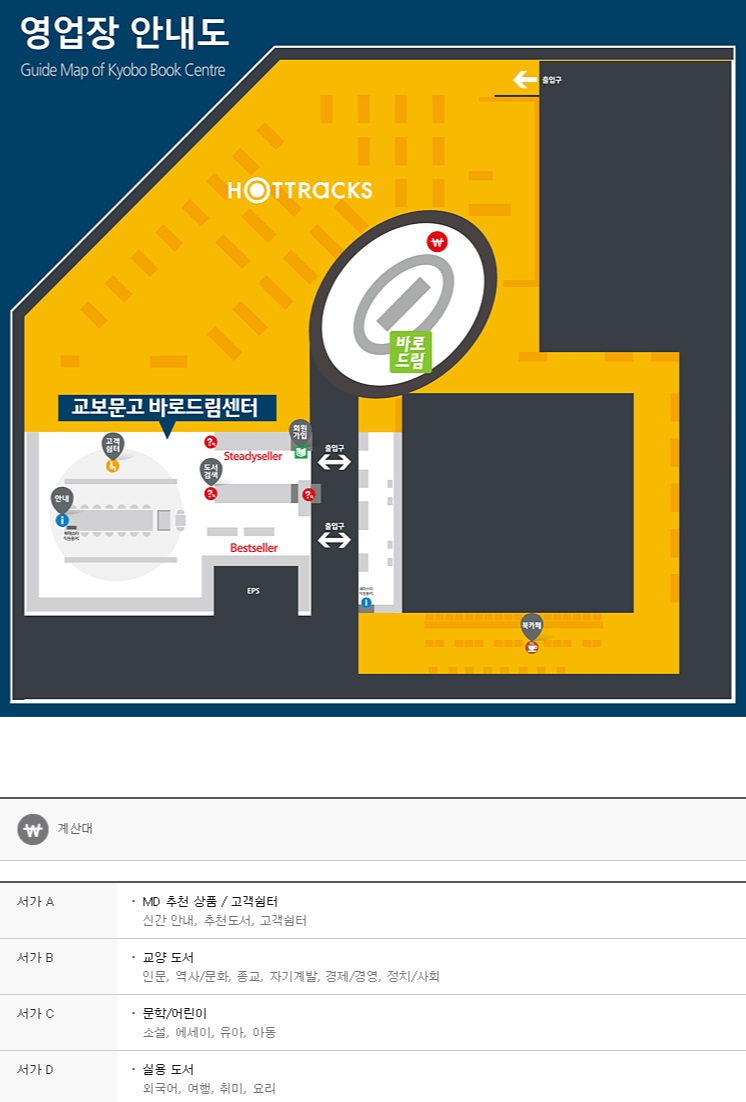 영업장 안내도
Guide Map of Kyobo Book Centre
출입구
HOTTRACKS
바로
드림
교보문고 바로드림센터
고객
쉼터
회원
가입
Steadyseller
출입구
도서
검색
안내
출입구
Bestseller
EPS
북카페
계산대
서가 A
· MD 추천 상품 / 고객쉼터
신간 안내, 추천도서, 고객쉼터
서가 B
· 교양 도서
인문, 역사/문화, 종교, 자기계발, 경제/경영, 정치/사회
서가 C
· 문학/어린이
소설, 에세이, 유아, 아동
서가 D
· 실용 도서
외국어, 여행, 취미, 요리